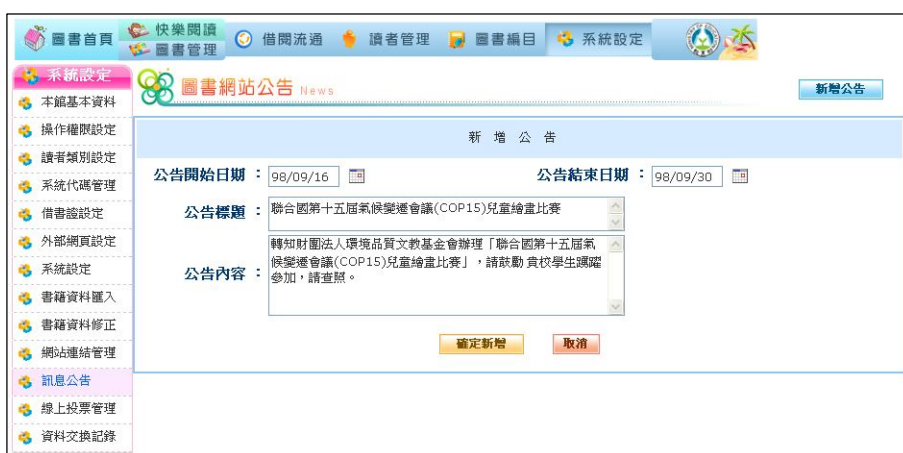 圖書首頁
快樂閱讀
圖書管理
借閱流通
讀者管理
圖書編目
系統設定
系統設定
本館基本資料
操作權限設定
讀者類別設定
系統代碼管理
借書證設定
外部網頁設定
系統設定
書籍資料匯入
書籍資料修正
網站連結管理
訊息公告
線上投票管理
資料交換記錄
圖書網站公告 News
新增公告
新 增 公 告
公告開始日期： 98/09/16
公告結束日期： 98/09/30
公告標題： 聯合國第十五屆氣候變遷會議(COP15)兒童繪畫比賽
公告內容：
轉知財團法人環境品質文教基金會辦理「聯合國第十五屆氣
候變遷會議(COP15)兒童繪畫比賽」，請鼓勵 貴校學生踴躍
參加，請查照。
確定新增
取消